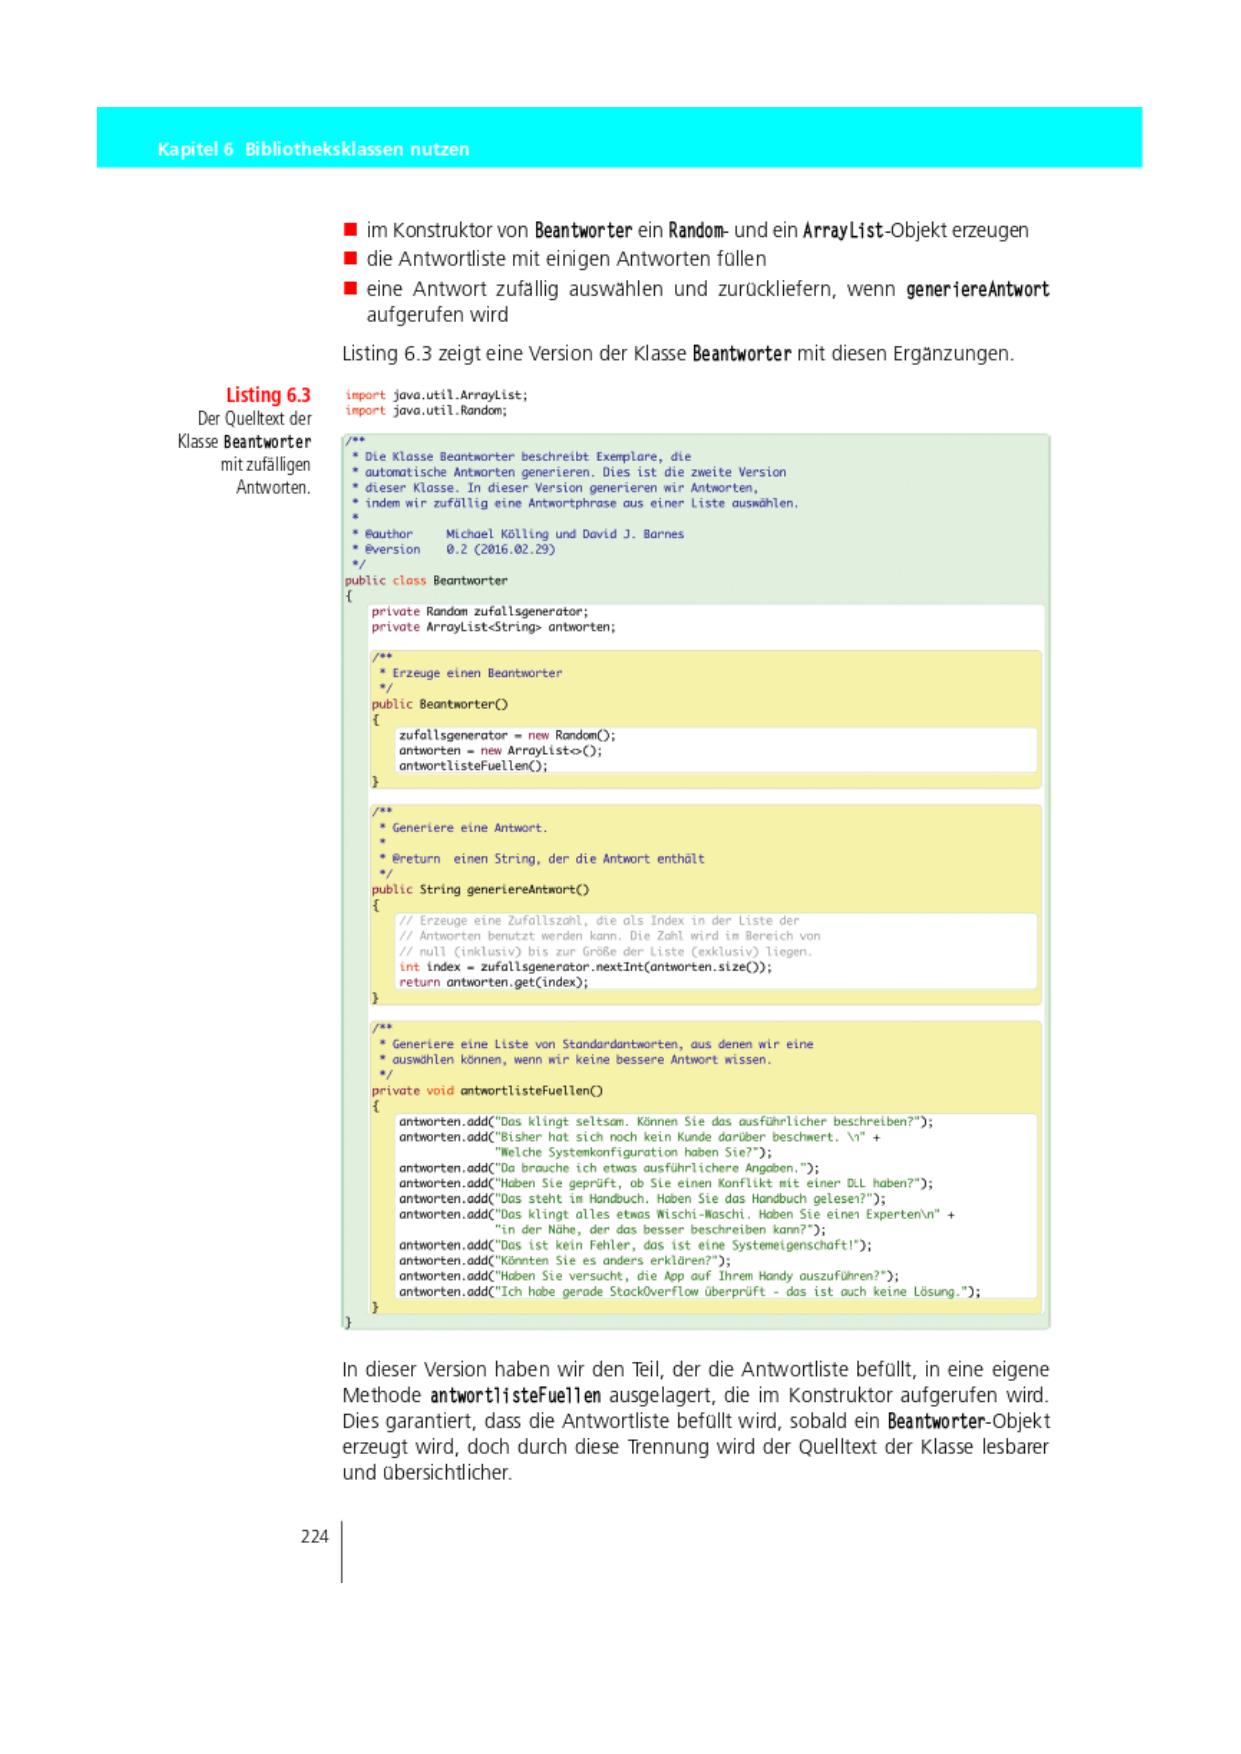 Kapitel 6 Bibliotheksklassen nutzen
■ im Konstruktor von Beantworter ein Random- und ein ArrayList-Objekt erzeugen
■ die Antwortliste mit einigen Antworten füllen
■ eine Antwort zufällig auswählen und zurückliefern, wenn generiereAntwort
aufgerufen wird
Listing 6.3 zeigt eine Version der Klasse Beantworter mit diesen Ergänzungen.
Listing 6.3
Der Quelltext der
Klasse Beantworter
mit zufälligen
Antworten.
import java.util.ArrayList;
import java.util.Random;
/**
 * Die Klasse Beantworter beschreibt Exemplare, die
 * automatische Antworten generieren. Dies ist die zweite Version
 * dieser Klasse. In dieser Version generieren wir Antworten,
 * indem wir zufällig eine Antwortphrase aus einer Liste auswählen.
 *
 * @author     Michael Kölling und David J. Barnes
 * @version    0.2 (2016.02.29)
 */
public class Beantworter
{
    private Random zufallsgenerator;
    private ArrayList<String> antworten;
    /**
     * Erzeuge einen Beantworter
     */
    public Beantworter()
    {
        zufallsgenerator = new Random();
        antworten = new ArrayList<>();
        antwortlisteFuellen();
    }
    /**
     * Generiere eine Antwort.
     *
     * @return  einen String, der die Antwort enthält
     */
    public String generiereAntwort()
    {
        // Erzeuge eine Zufallszahl, die als Index in der Liste der
        // Antworten benutzt werden kann. Die Zahl wird im Bereich von
        // null (inklusiv) bis zur Größe der Liste (exklusiv) liegen.
        int index = zufallsgenerator.nextInt(antworten.size());
        return antworten.get(index);
    }
    /**
     * Generiere eine Liste von Standardantworten, aus denen wir eine
     * auswählen können, wenn wir keine bessere Antwort wissen.
     */
    private void antwortlisteFuellen()
    {
        antworten.add("Das klingt seltsam. Können Sie das ausführlicher beschreiben?");
        antworten.add("Bisher hat sich noch kein Kunde darüber beschwert. \n" +
                      "Welche Systemkonfiguration haben Sie?");
        antworten.add("Da brauche ich etwas ausführlichere Angaben.");
        antworten.add("Haben Sie geprüft, ob Sie einen Konflikt mit einer DLL haben?");
        antworten.add("Das steht im Handbuch. Haben Sie das Handbuch gelesen?");
        antworten.add("Das klingt alles etwas Wischi-Waschi. Haben Sie einen Experten\n" +
                      "in der Nähe, der das besser beschreiben kann?");
        antworten.add("Das ist kein Fehler, das ist eine Systemeigenschaft!");
        antworten.add("Könnten Sie es anders erklären?");
        antworten.add("Haben Sie versucht, die App auf Ihrem Handy auszuführen?");
        antworten.add("Ich habe gerade StackOverflow überprüft - das ist auch keine Lösung.");
    }
}
In dieser Version haben wir den Teil, der die Antwortliste befüllt, in eine eigene
Methode antwortlisteFuellen ausgelagert, die im Konstruktor aufgerufen wird.
Dies garantiert, dass die Antwortliste befüllt wird, sobald ein Beantworter-Objekt
erzeugt wird, doch durch diese Trennung wird der Quelltext der Klasse lesbarer
und übersichtlicher.
224